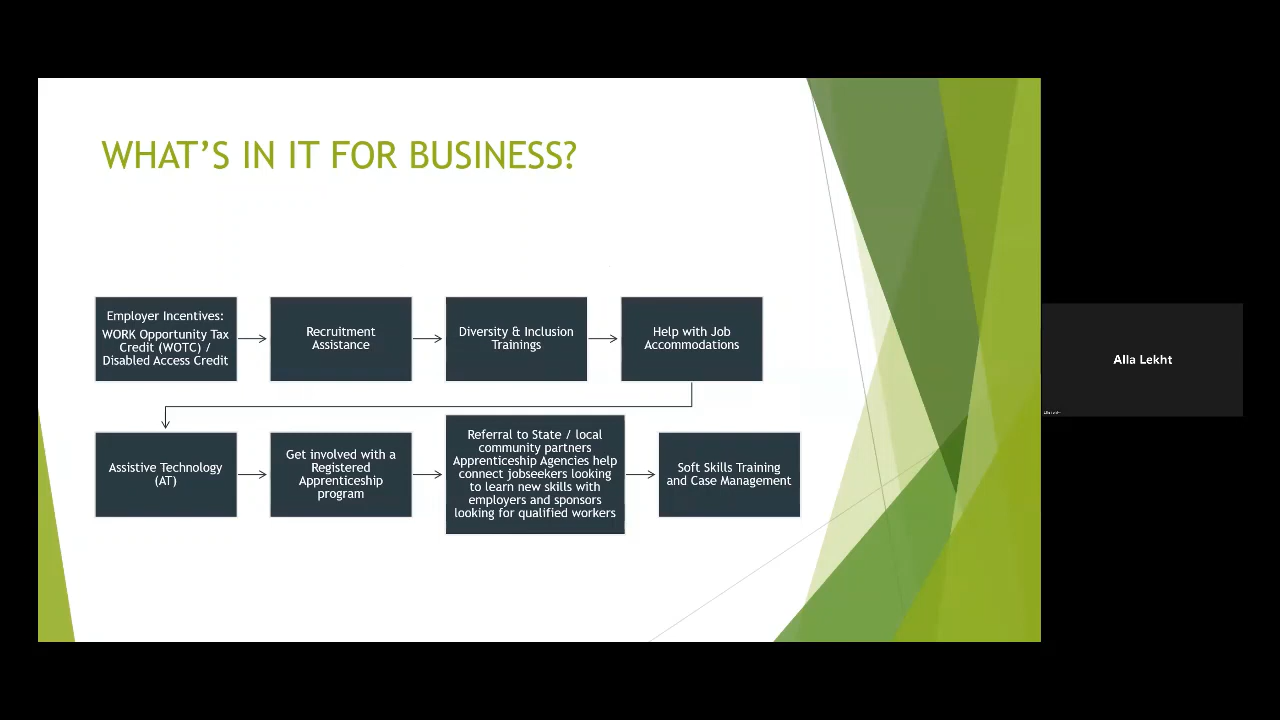 WHAT'S IN IT FOR BUSINESS?
Employer Incentives:
WORK Opportunity Tax
Credit (WOTC) /
Disabled Access Credit
Recruitment
Assistance
Diversity & Inclusion
Trainings
Help with Job
Accommodations
Assistive Technology
(AT)
Get involved with a
Registered
Apprenticeship
program
Referral to State / local
community partners
Apprenticeship Agencies help
connect jobseekers looking
to learn new skills with
employers and sponsors
looking for qualified workers
Soft Skills Training
and Case Management
Alla Lekht